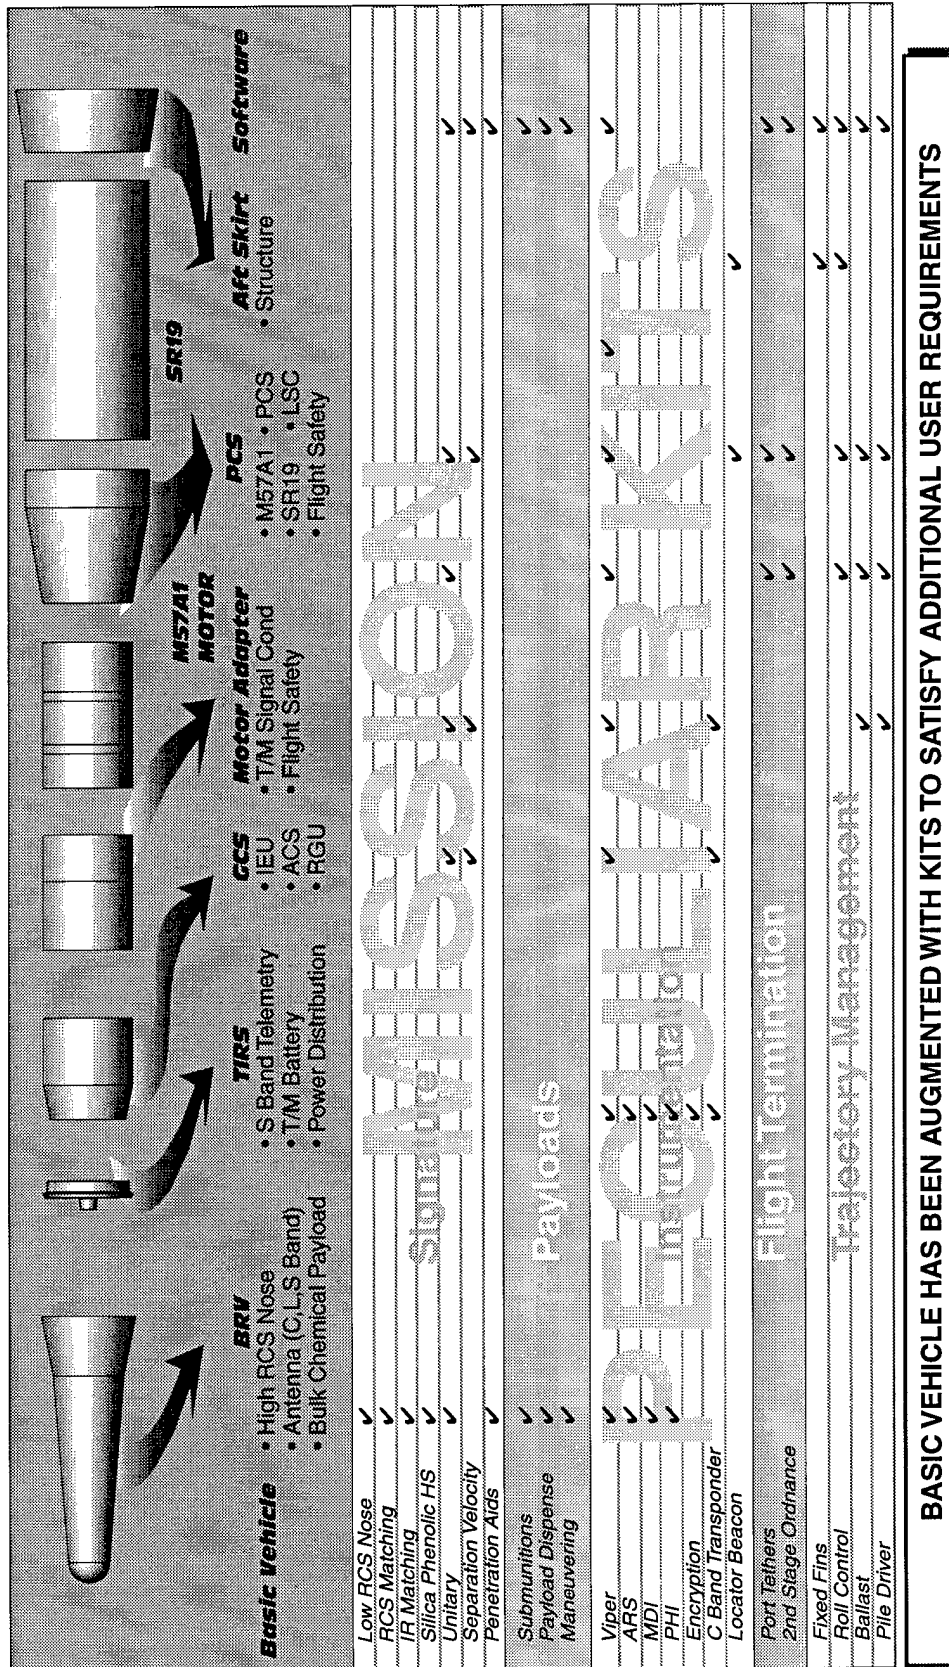 Basic Vehicle
BRV
• High RCS Nose
• Antenna (C,L,S Band)
• Bulk Chemical Payload
TIRS
• S Band Telemetry
• T/M Battery
• Power Distribution
GCS
• IEU
• ACS
• RGU
M57A1
MOTOR
Motor Adapter
• T/M Signal Cond
• Flight Safety
PCS
• M57A1 • PCS
• SR19 • LSC
• Flight Safety
SR19
Aft Skirt
• Structure
Software
MISSION
Signature
Low RCS Nose
RCS Matching
IR Matching
Silica Phenolic HS
Unitary
Separation Velocity
Penetration Aids
Payloads
Submunitions
Payload Dispense
Maneuvering
PECULIAR KITS
Instrumentation
Viper
ARS
MDI
PHI
Encryption
C Band Transponder
Locator Beacon
Flight Termination
Port Tethers
2nd Stage Ordnance
Trajectory Management
Fixed Fins
Roll Control
Ballast
Pile Driver
BASIC VEHICLE HAS BEEN AUGMENTED WITH KITS TO SATISFY ADDITIONAL USER REQUIREMENTS